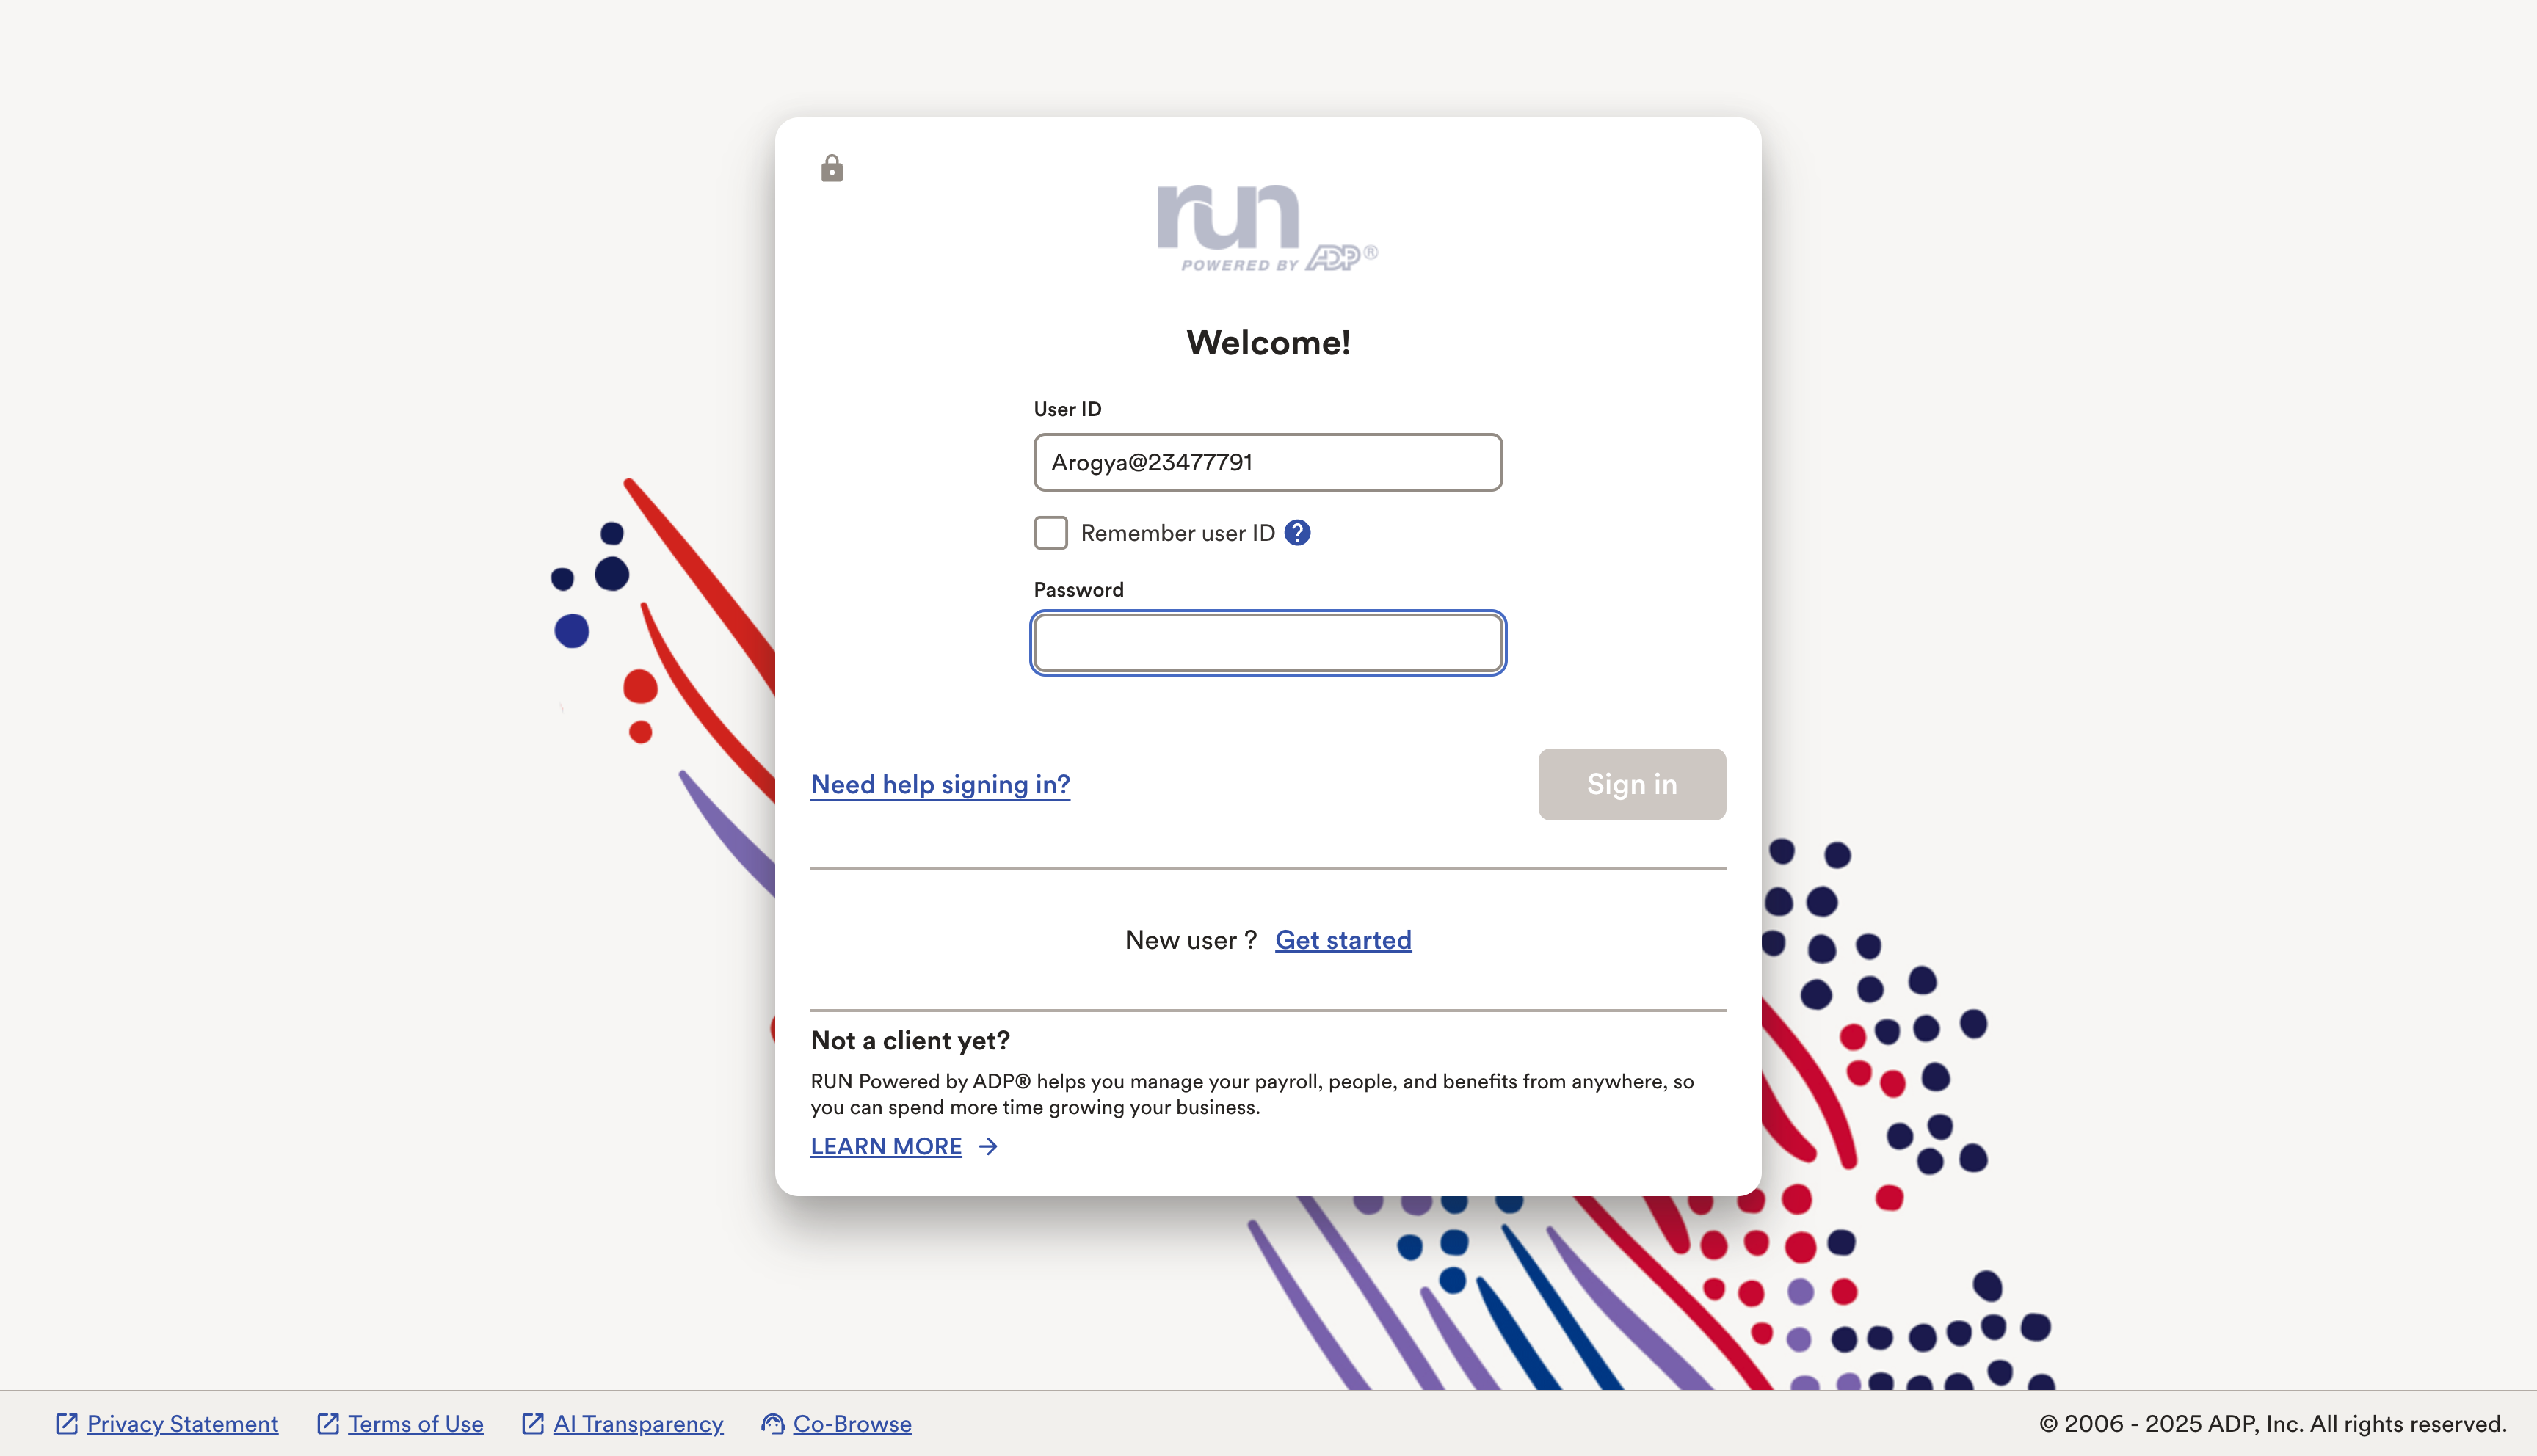 run
POWERED BY ADP®
Welcome!
User ID
Arogya@23477791
Remember user ID ?
Password
Need help signing in?
Sign in
New user ? Get started
Not a client yet?
RUN Powered by ADP® helps you manage your payroll, people, and benefits from anywhere, so
you can spend more time growing your business.
LEARN MORE →
Privacy Statement Terms of Use AI Transparency Co-Browse © 2006 - 2025 ADP, Inc. All rights reserved.